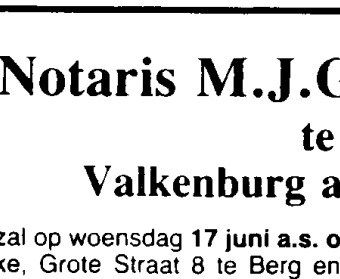 Notaris M.J.G
te
Valkenburg a
zal op woensdag 17 juni a.s. o
ke, Grote Straat 8 te Berg en